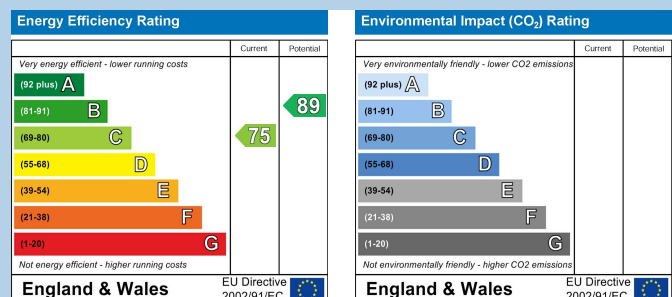 Energy Efficiency Rating
Current Potential
Very energy efficient - lower running costs
(92 plus) A
(81-91) B
89
(69-80) C
75
(55-68) D
(39-54) E
(21-38) F
(1-20) G
Not energy efficient - higher running costs
England & Wales
EU Directive
2002/91/EC
Environmental Impact (CO₂) Rating
Current Potential
Very environmentally friendly - lower CO2 emissions
(92 plus) A
(81-91) B
(69-80) C
(55-68) D
(39-54) E
(21-38) F
(1-20) G
Not environmentally friendly - higher CO2 emissions
England & Wales
EU Directive
2002/91/EC